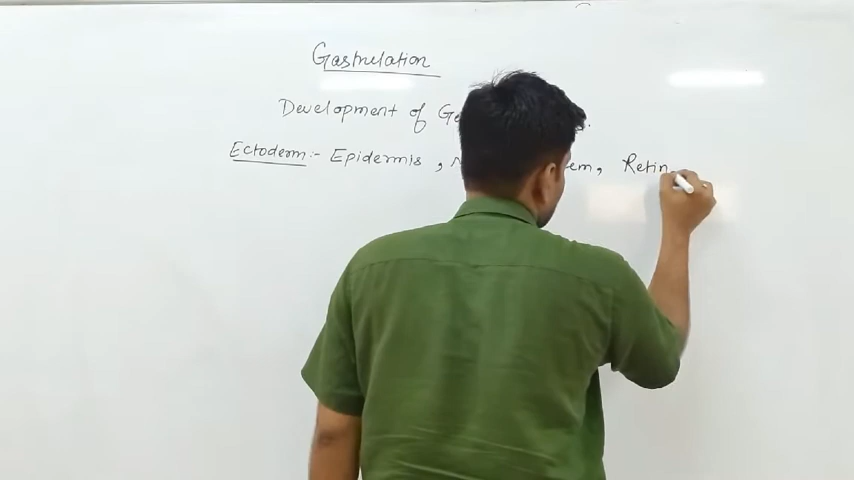 Gastrulation
Development of
Ectoderm:- Epidermis, em, Retin